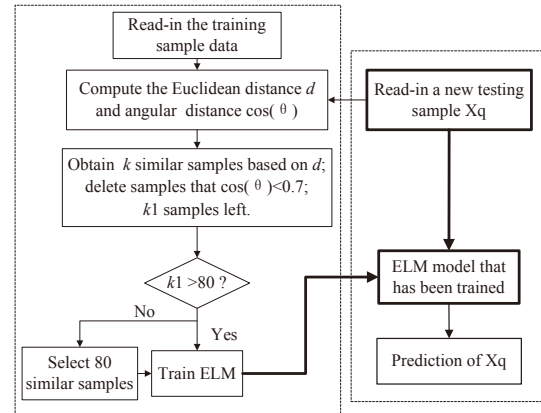 Read-in the training
sample data
Compute the Euclidean distance d
and angular distance cos( θ )
Obtain k similar samples based on d;
delete samples that cos( θ )<0.7;
k1 samples left.
k1 >80 ?
No
Yes
Select 80
similar samples
Train ELM
Read-in a new testing
sample Xq
ELM model that
has been trained
Prediction of Xq